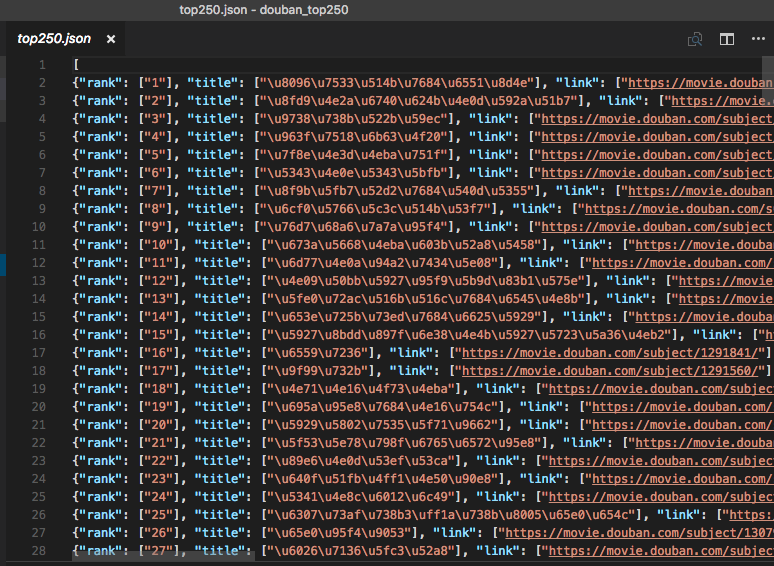 top250.json - douban_top250
top250.json ×
1 [
2 {"rank": ["1"], "title": ["\u8096\u7533\u514b\u7684\u6551\u8d4e"], "link": ["https://movie.douban
3 {"rank": ["2"], "title": ["\u8fd9\u4e2a\u6740\u624b\u4e0d\u592a\u51b7"], "link": ["https://movie.
4 {"rank": ["3"], "title": ["\u9738\u738b\u522b\u59ec"], "link": ["https://movie.douban.com/subject
5 {"rank": ["4"], "title": ["\u963f\u7518\u6b63\u4f20"], "link": ["https://movie.douban.com/subject
6 {"rank": ["5"], "title": ["\u7f8e\u4e3d\u4eba\u751f"], "link": ["https://movie.douban.com/subject
7 {"rank": ["6"], "title": ["\u5343\u4e0e\u5343\u5bfb"], "link": ["https://movie.douban.com/subject
8 {"rank": ["7"], "title": ["\u8f9b\u5fb7\u52d2\u7684\u540d\u5355"], "link": ["https://movie.douban
9 {"rank": ["8"], "title": ["\u6cf0\u5766\u5c3c\u514b\u53f7"], "link": ["https://movie.douban.com/s
10 {"rank": ["9"], "title": ["\u76d7\u68a6\u7a7a\u95f4"], "link": ["https://movie.douban.com/subject
11 {"rank": ["10"], "title": ["\u673a\u5668\u4eba\u603b\u52a8\u5458"], "link": ["https://movie.douba
12 {"rank": ["11"], "title": ["\u6d77\u4e0a\u94a2\u7434\u5e08"], "link": ["https://movie.douban.com/
13 {"rank": ["12"], "title": ["\u4e09\u50bb\u5927\u95f9\u5b9d\u83b1\u575e"], "link": ["https://movie
14 {"rank": ["13"], "title": ["\u5fe0\u72ac\u516b\u516c\u7684\u6545\u4e8b"], "link": ["https://movie
15 {"rank": ["14"], "title": ["\u653e\u725b\u73ed\u7684\u6625\u5929"], "link": ["https://movie.douba
16 {"rank": ["15"], "title": ["\u5927\u8bdd\u897f\u6e38\u4e4b\u5927\u5723\u5a36\u4eb2"], "link": ["h
17 {"rank": ["16"], "title": ["\u6559\u7236"], "link": ["https://movie.douban.com/subject/1291841/"]
18 {"rank": ["17"], "title": ["\u9f99\u732b"], "link": ["https://movie.douban.com/subject/1291560/"]
19 {"rank": ["18"], "title": ["\u4e71\u4e16\u4f73\u4eba"], "link": ["https://movie.douban.com/subjec
20 {"rank": ["19"], "title": ["\u695a\u95e8\u7684\u4e16\u754c"], "link": ["https://movie.douban.com/
21 {"rank": ["20"], "title": ["\u5929\u5802\u7535\u5f71\u9662"], "link": ["https://movie.douban.com/
22 {"rank": ["21"], "title": ["\u5f53\u5e78\u798f\u6765\u6572\u95e8"], "link": ["https://movie.douba
23 {"rank": ["22"], "title": ["\u89e6\u4e0d\u53ef\u53ca"], "link": ["https://movie.douban.com/subjec
24 {"rank": ["23"], "title": ["\u640f\u51fb\u4ff1\u4e50\u90e8"], "link": ["https://movie.douban.com/
25 {"rank": ["24"], "title": ["\u5341\u4e8c\u6012\u6c49"], "link": ["https://movie.douban.com/subjec
26 {"rank": ["25"], "title": ["\u6307\u73af\u738b3\uff1a\u738b\u8005\u65e0\u654c"], "link": ["https:
27 {"rank": ["26"], "title": ["\u65e0\u95f4\u9053"], "link": ["https://movie.douban.com/subject/1307
28 {"rank": ["27"], "title": ["\u6026\u7136\u5fc3\u52a8"], "link": ["https://movie.douban.com/subjec